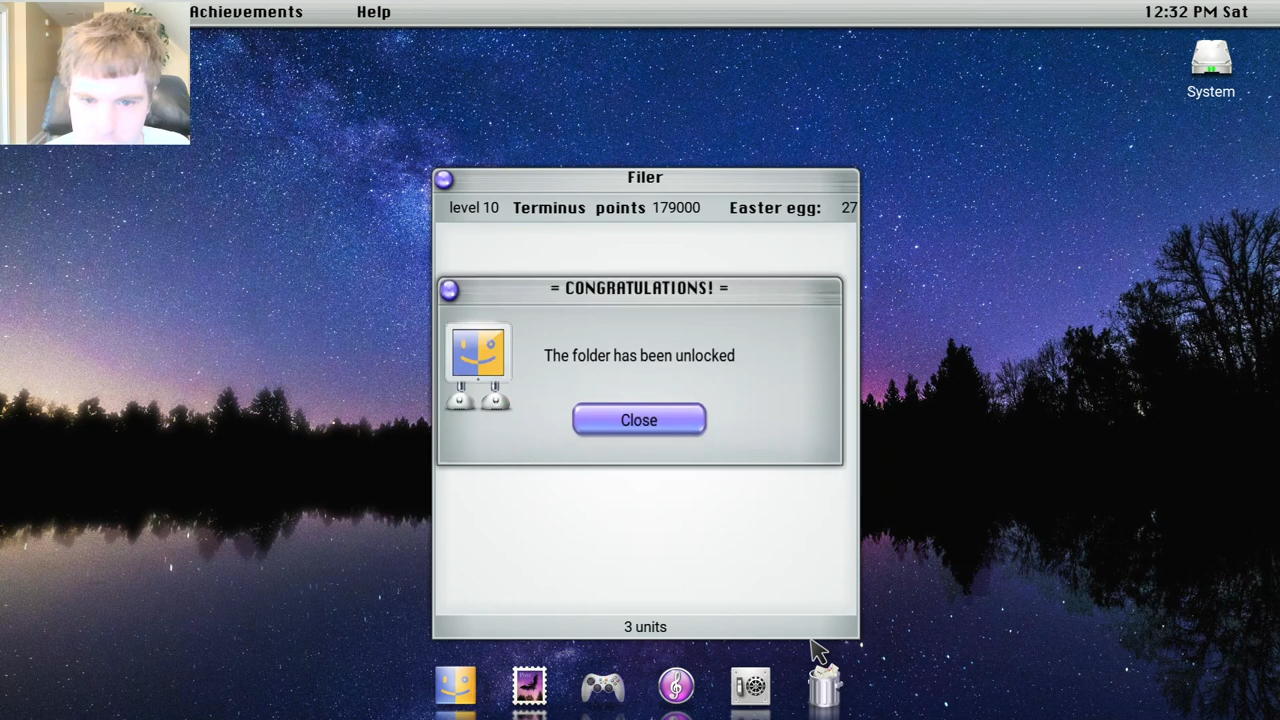 Achievements Help 12:32 PM Sat
System
Filer
level 10 Terminus points 179000 Easter egg: 27
= CONGRATULATIONS! =
The folder has been unlocked
Close
3 units